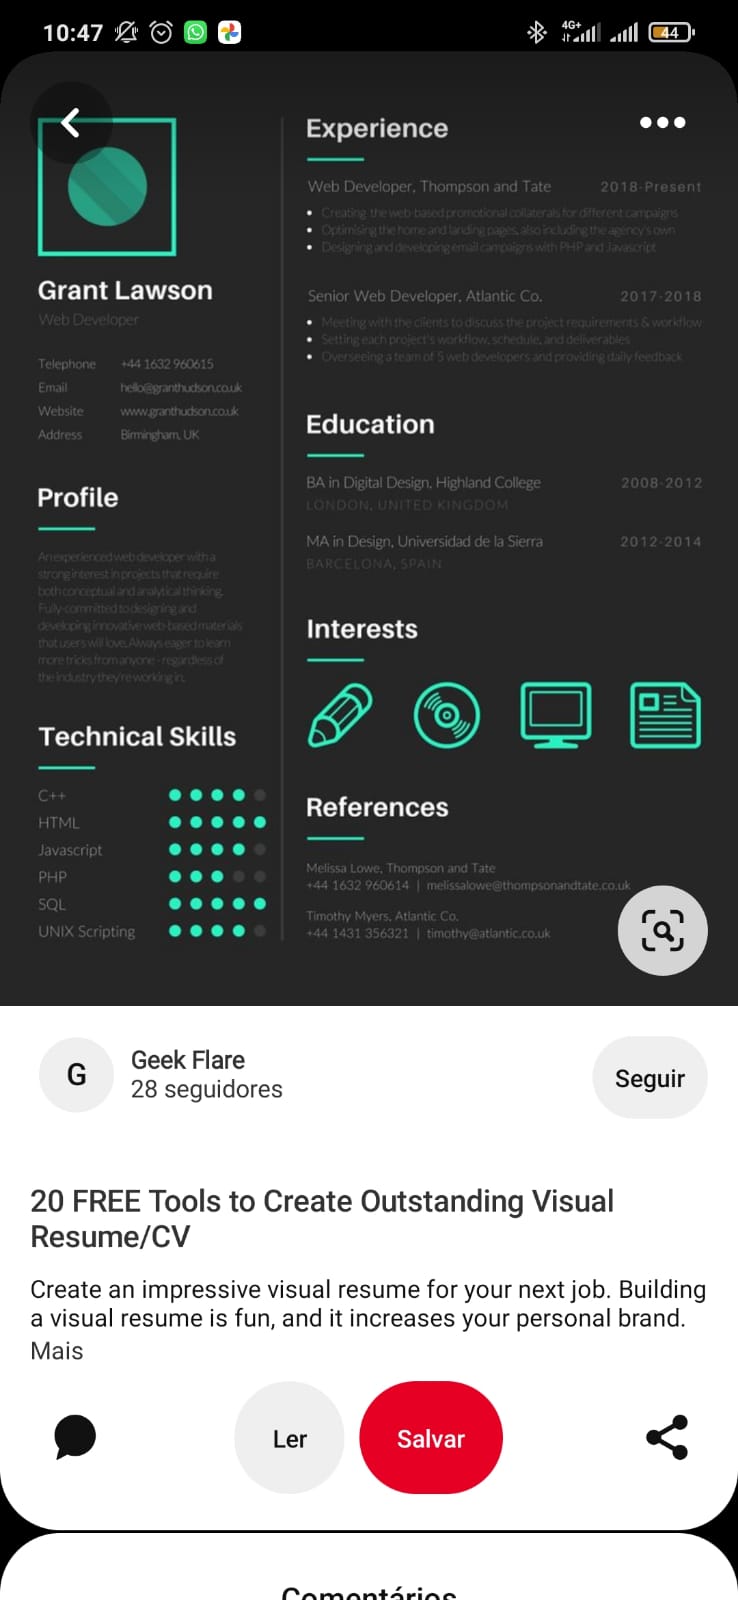 10:47
4G+
44
Grant Lawson
Web Developer
Telephone +44 1632 960615
Email hello@granthudson.co.uk
Website www.granthudson.co.uk
Address Birmingham, UK
Profile
An experienced web developer with a
strong interest in projects that require
both conceptual and analytical thinking.
Fully-committed to designing and
developing innovative web-based materials
that users will love. Always eager to learn
more tricks from anyone - regardless of
the industry they're working in.
Technical Skills
C++
HTML
Javascript
PHP
SQL
UNIX Scripting
Experience
Web Developer, Thompson and Tate 2018-Present
• Creating the web-based promotional collaterals for different campaigns
• Optimising the home and landing pages, also including the agency's own
• Designing and developing email campaigns with PHP and Javascript
Senior Web Developer, Atlantic Co. 2017-2018
• Meeting with the clients to discuss the project requirements & workflow
• Setting each project's workflow, schedule, and deliverables
• Overseeing a team of 5 web developers and providing daily feedback
Education
BA in Digital Design, Highland College 2008-2012
LONDON, UNITED KINGDOM
MA in Design, Universidad de la Sierra 2012-2014
BARCELONA, SPAIN
Interests
References
Melissa Lowe, Thompson and Tate
+44 1632 960614 | melissalowe@thompsonandtate.co.uk
Timothy Myers, Atlantic Co.
+44 1431 356321 | timothy@atlantic.co.uk
G
Geek Flare
28 seguidores
Seguir
20 FREE Tools to Create Outstanding Visual
Resume/CV
Create an impressive visual resume for your next job. Building
a visual resume is fun, and it increases your personal brand.
Mais
Ler
Salvar
Comentários